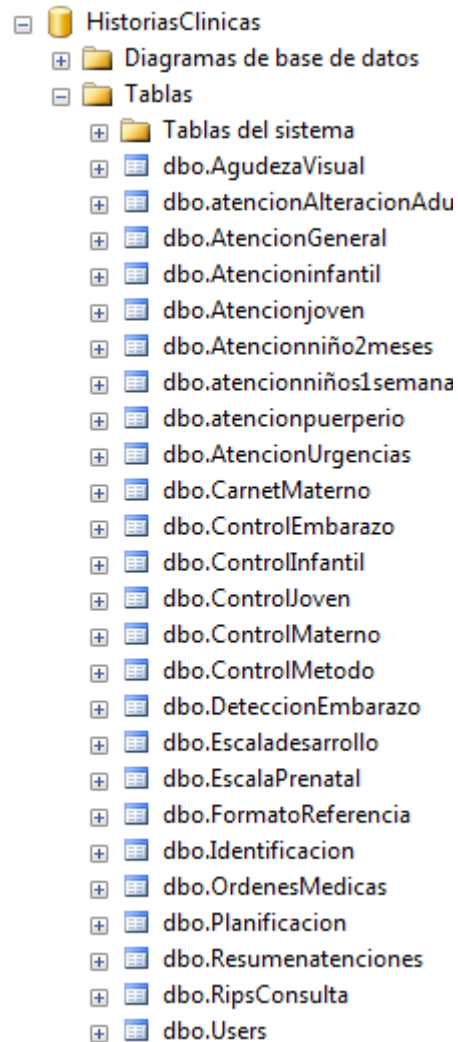 HistoriasClinicas
Diagramas de base de datos
Tablas
Tablas del sistema
dbo.AgudezaVisual
dbo.atencionAlteracionAdu
dbo.AtencionGeneral
dbo.Atencioninfantil
dbo.Atencionjoven
dbo.Atencionniño2meses
dbo.atencionniños1semana
dbo.atencionpuerperio
dbo.AtencionUrgencias
dbo.CarnetMaterno
dbo.ControlEmbarazo
dbo.ControlInfantil
dbo.ControlJoven
dbo.ControlMaterno
dbo.ControlMetodo
dbo.DeteccionEmbarazo
dbo.Escaladesarrollo
dbo.EscalaPrenatal
dbo.FormatoReferencia
dbo.Identificacion
dbo.OrdenesMedicas
dbo.Planificacion
dbo.Resumenatenciones
dbo.RipsConsulta
dbo.Users